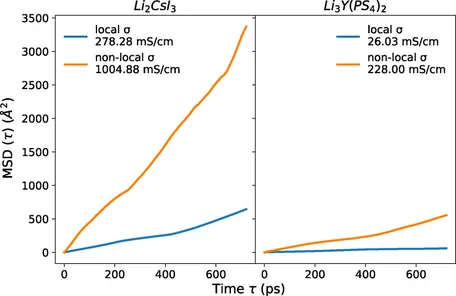 Li₂CsI₃
Li₃Y(PS₄)₂
local σ
278.28 mS/cm
non-local σ
1004.88 mS/cm
local σ
26.03 mS/cm
non-local σ
228.00 mS/cm
MSD (τ) (Å²)
3500
3000
2500
2000
1500
1000
500
0
0 200 400 600
0 200 400 600
Time τ (ps)